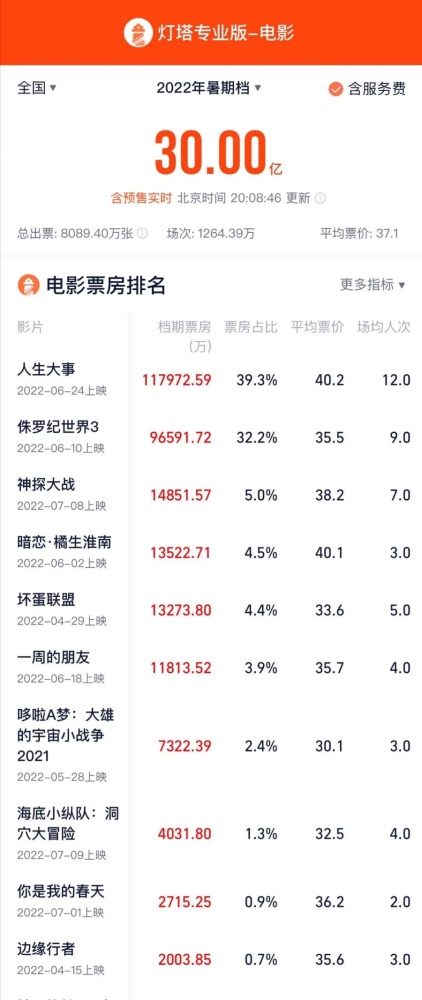 灯塔专业版-电影
全国 2022年暑期档 含服务费
30.00亿
含预售实时 北京时间 20:08:46 更新
总出票: 8089.40万张 场次: 1264.39万 平均票价: 37.1
电影票房排名 更多指标
影片 档期票房 票房占比 平均票价 场均人次
(万)
人生大事
2022-06-24上映
117972.59 39.3% 40.2 12.0
侏罗纪世界3
2022-06-10上映
96591.72 32.2% 35.5 9.0
神探大战
2022-07-08上映
14851.57 5.0% 38.2 7.0
暗恋·橘生淮南
2022-06-02上映
13522.71 4.5% 40.1 3.0
坏蛋联盟
2022-04-29上映
13273.80 4.4% 33.6 5.0
一周的朋友
2022-06-18上映
11813.52 3.9% 35.7 4.0
哆啦A梦：大雄
的宇宙小战争
2021
2022-05-28上映
7322.39 2.4% 30.1 3.0
海底小纵队：洞
穴大冒险
2022-07-09上映
4031.80 1.3% 32.5 4.0
你是我的春天
2022-07-01上映
2715.25 0.9% 36.2 2.0
边缘行者
2022-04-15上映
2003.85 0.7% 35.6 3.0